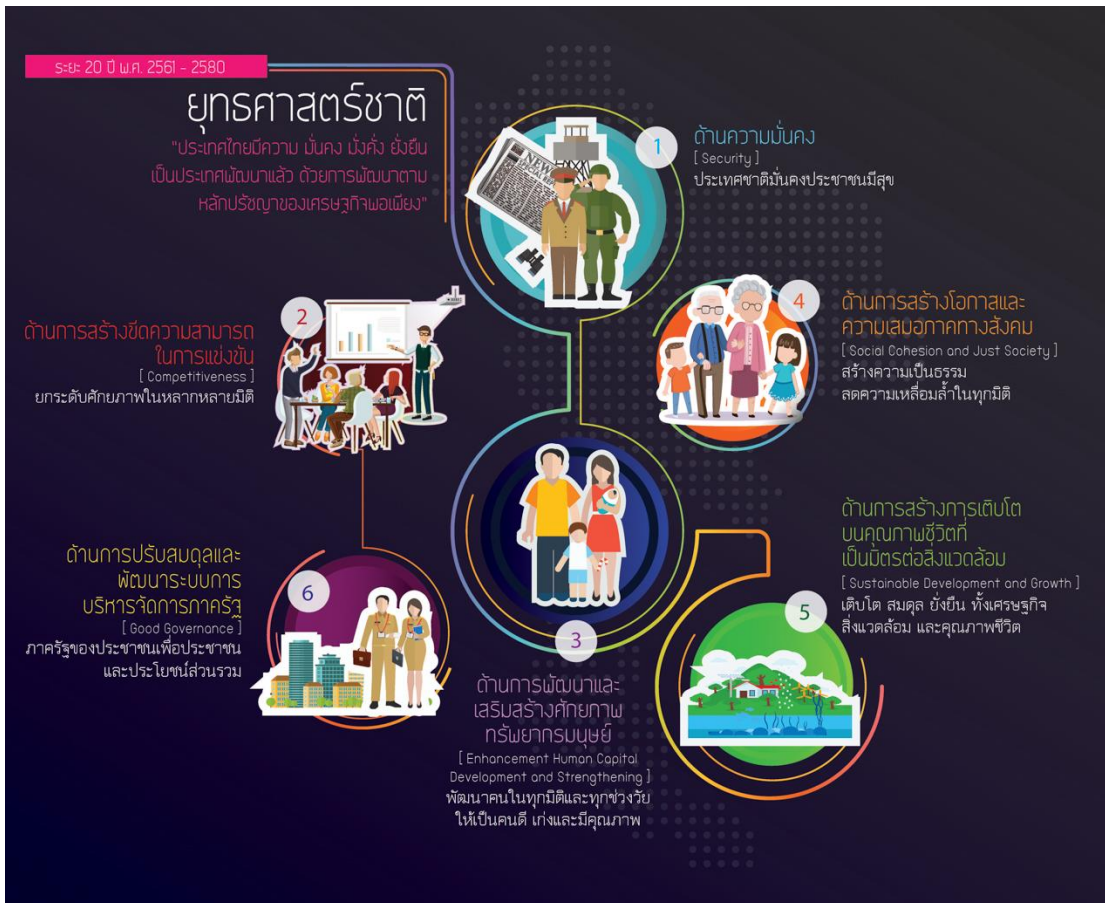 ระยะ 20 ปี พ.ศ. 2561 - 2580
ยุทธศาสตร์ชาติ
"ประเทศไทยมีความ มั่นคง มั่งคั่ง ยั่งยืน
เป็นประเทศพัฒนาแล้ว ด้วยการพัฒนาตาม
หลักปรัชญาของเศรษฐกิจพอเพียง"
NEWS
1
ด้านความมั่นคง
[ Security ]
ประเทศชาติมั่นคงประชาชนมีสุข
2
ด้านการสร้างขีดความสามารถ
ในการแข่งขัน
[ Competitiveness ]
ยกระดับศักยภาพในหลากหลายมิติ
3
ด้านการพัฒนาและ
เสริมสร้างศักยภาพ
ทรัพยากรมนุษย์
[ Enhancement Human Capital
Development and Strengthening ]
พัฒนาคนในทุกมิติและทุกช่วงวัย
ให้เป็นคนดี เก่งและมีคุณภาพ
4
ด้านการสร้างโอกาสและ
ความเสมอภาคทางสังคม
[ Social Cohesion and Just Society ]
สร้างความเป็นธรรม
ลดความเหลื่อมล้ำในทุกมิติ
5
ด้านการสร้างการเติบโต
บนคุณภาพชีวิตที่
เป็นมิตรต่อสิ่งแวดล้อม
[ Sustainable Development and Growth ]
เติบโต สมดุล ยั่งยืน ทั้งเศรษฐกิจ
สิ่งแวดล้อม และคุณภาพชีวิต
6
ด้านการปรับสมดุลและ
พัฒนาระบบการ
บริหารจัดการภาครัฐ
[ Good Governance ]
ภาครัฐของประชาชนเพื่อประชาชน
และประโยชน์ส่วนรวม